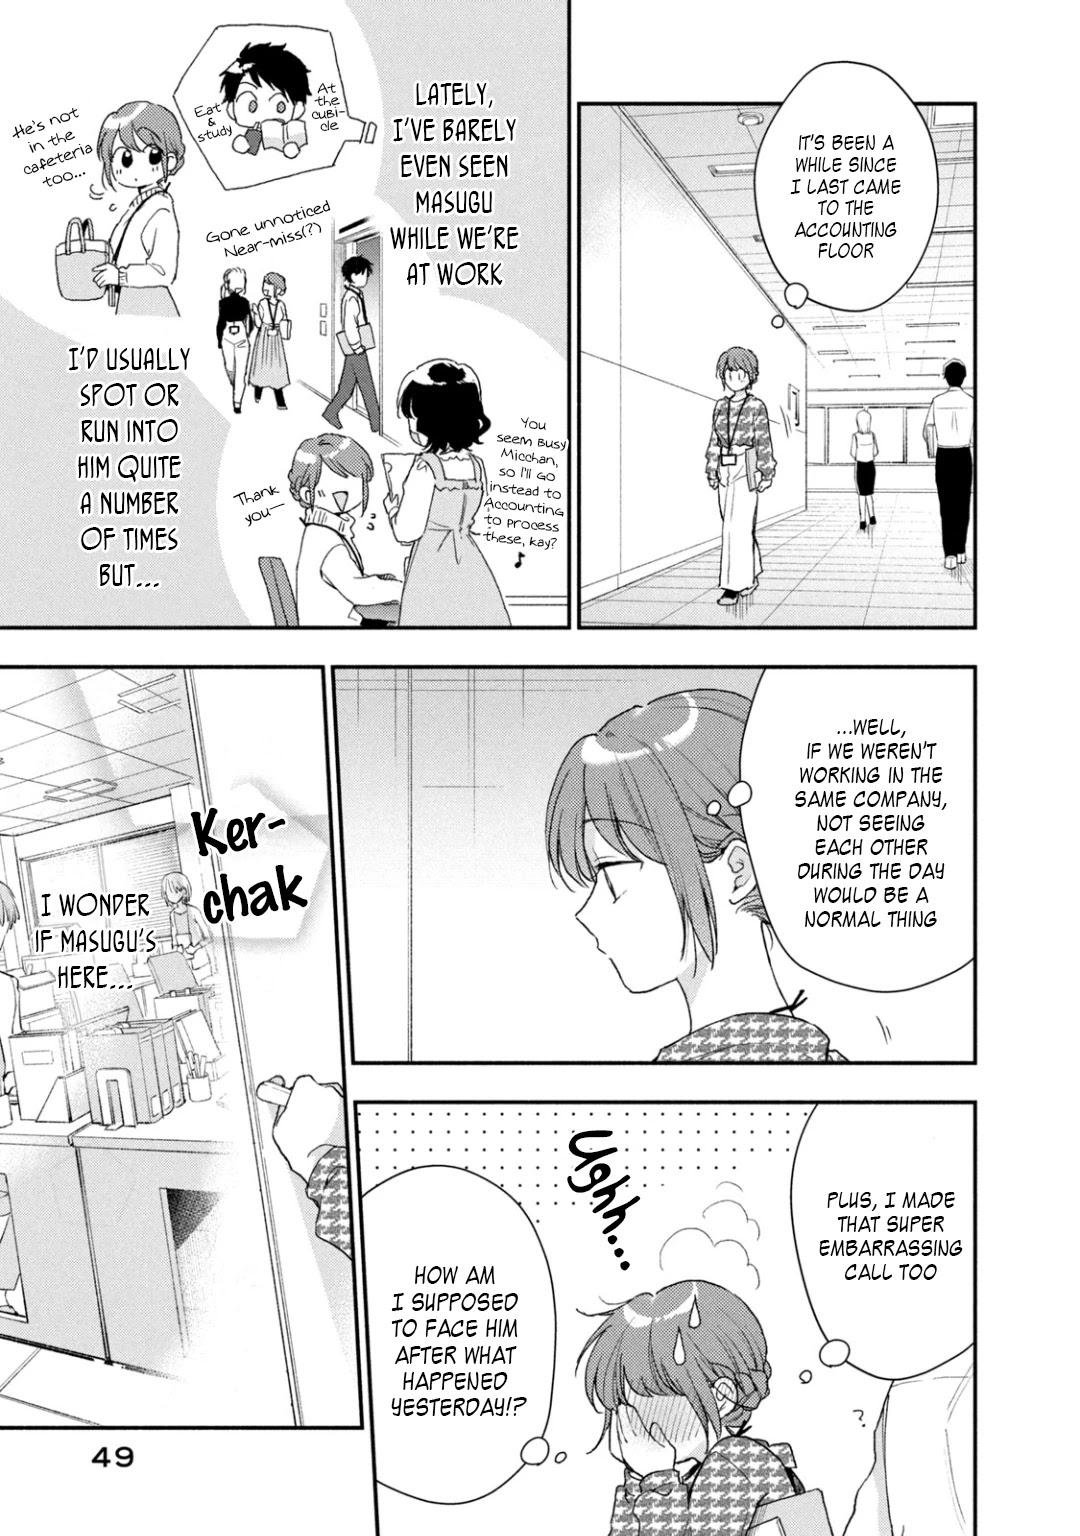 IT'S BEEN A
WHILE SINCE
I LAST CAME
TO THE
ACCOUNTING
FLOOR
LATELY,
I'VE BARELY
EVEN SEEN
MASUGU
WHILE WE'RE
AT WORK
At
the
cubi-
cle
Eat
&
study
He's not
in the
cafeteria
too...
Gone unnoticed
Near-miss(?)
I'D USUALLY
SPOT OR
RUN INTO
HIM QUITE
A NUMBER
OF TIMES
BUT...
You
seem busy
Micchan,
so I'll go
instead to
Accounting
to process
these, kay?
♪
Thank
you—
...WELL,
IF WE WEREN'T
WORKING IN THE
SAME COMPANY,
NOT SEEING
EACH OTHER
DURING THE DAY
WOULD BE A
NORMAL THING
Ker-
chak
I WONDER
IF MASUGU'S
HERE...
PLUS, I MADE
THAT SUPER
EMBARRASSING
CALL TOO
Ughh...
?
HOW AM
I SUPPOSED
TO FACE HIM
AFTER WHAT
HAPPENED
YESTERDAY!?
49